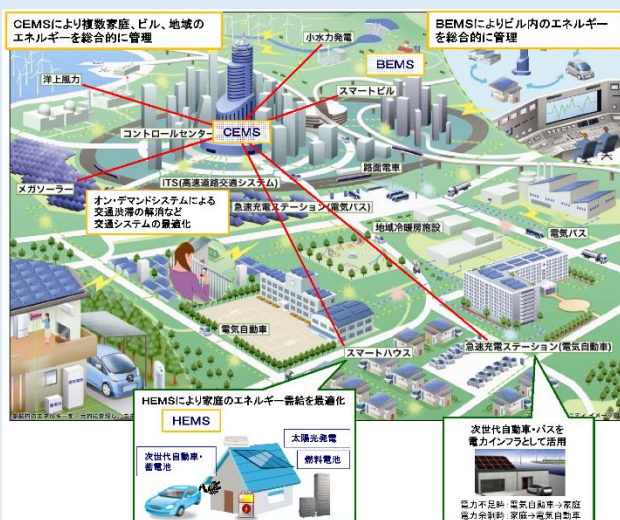 CEMSにより複数家庭、ビル、地域の
エネルギーを総合的に管理
BEMSによりビル内のエネルギー
を総合的に管理
小水力発電
BEMS
洋上風力
スマートビル
コントロールセンター
CEMS
路面電車
メガソーラー
ITS(高速道路交通システム)
オン・デマンドシステムによる
交通渋滞の解消など
交通システムの最適化
急速充電ステーション(電気バス)
地域冷暖房施設
電気バス
電気自動車
スマートハウス
急速充電ステーション(電気自動車)
HEMSにより家庭のエネルギー需給を最適化
HEMS
太陽光発電
次世代自動車・
蓄電池
燃料電池
次世代自動車・バスを
電力インフラとして活用
電力不足時:電気自動車→家庭
電力余剰時:家庭→電気自動車